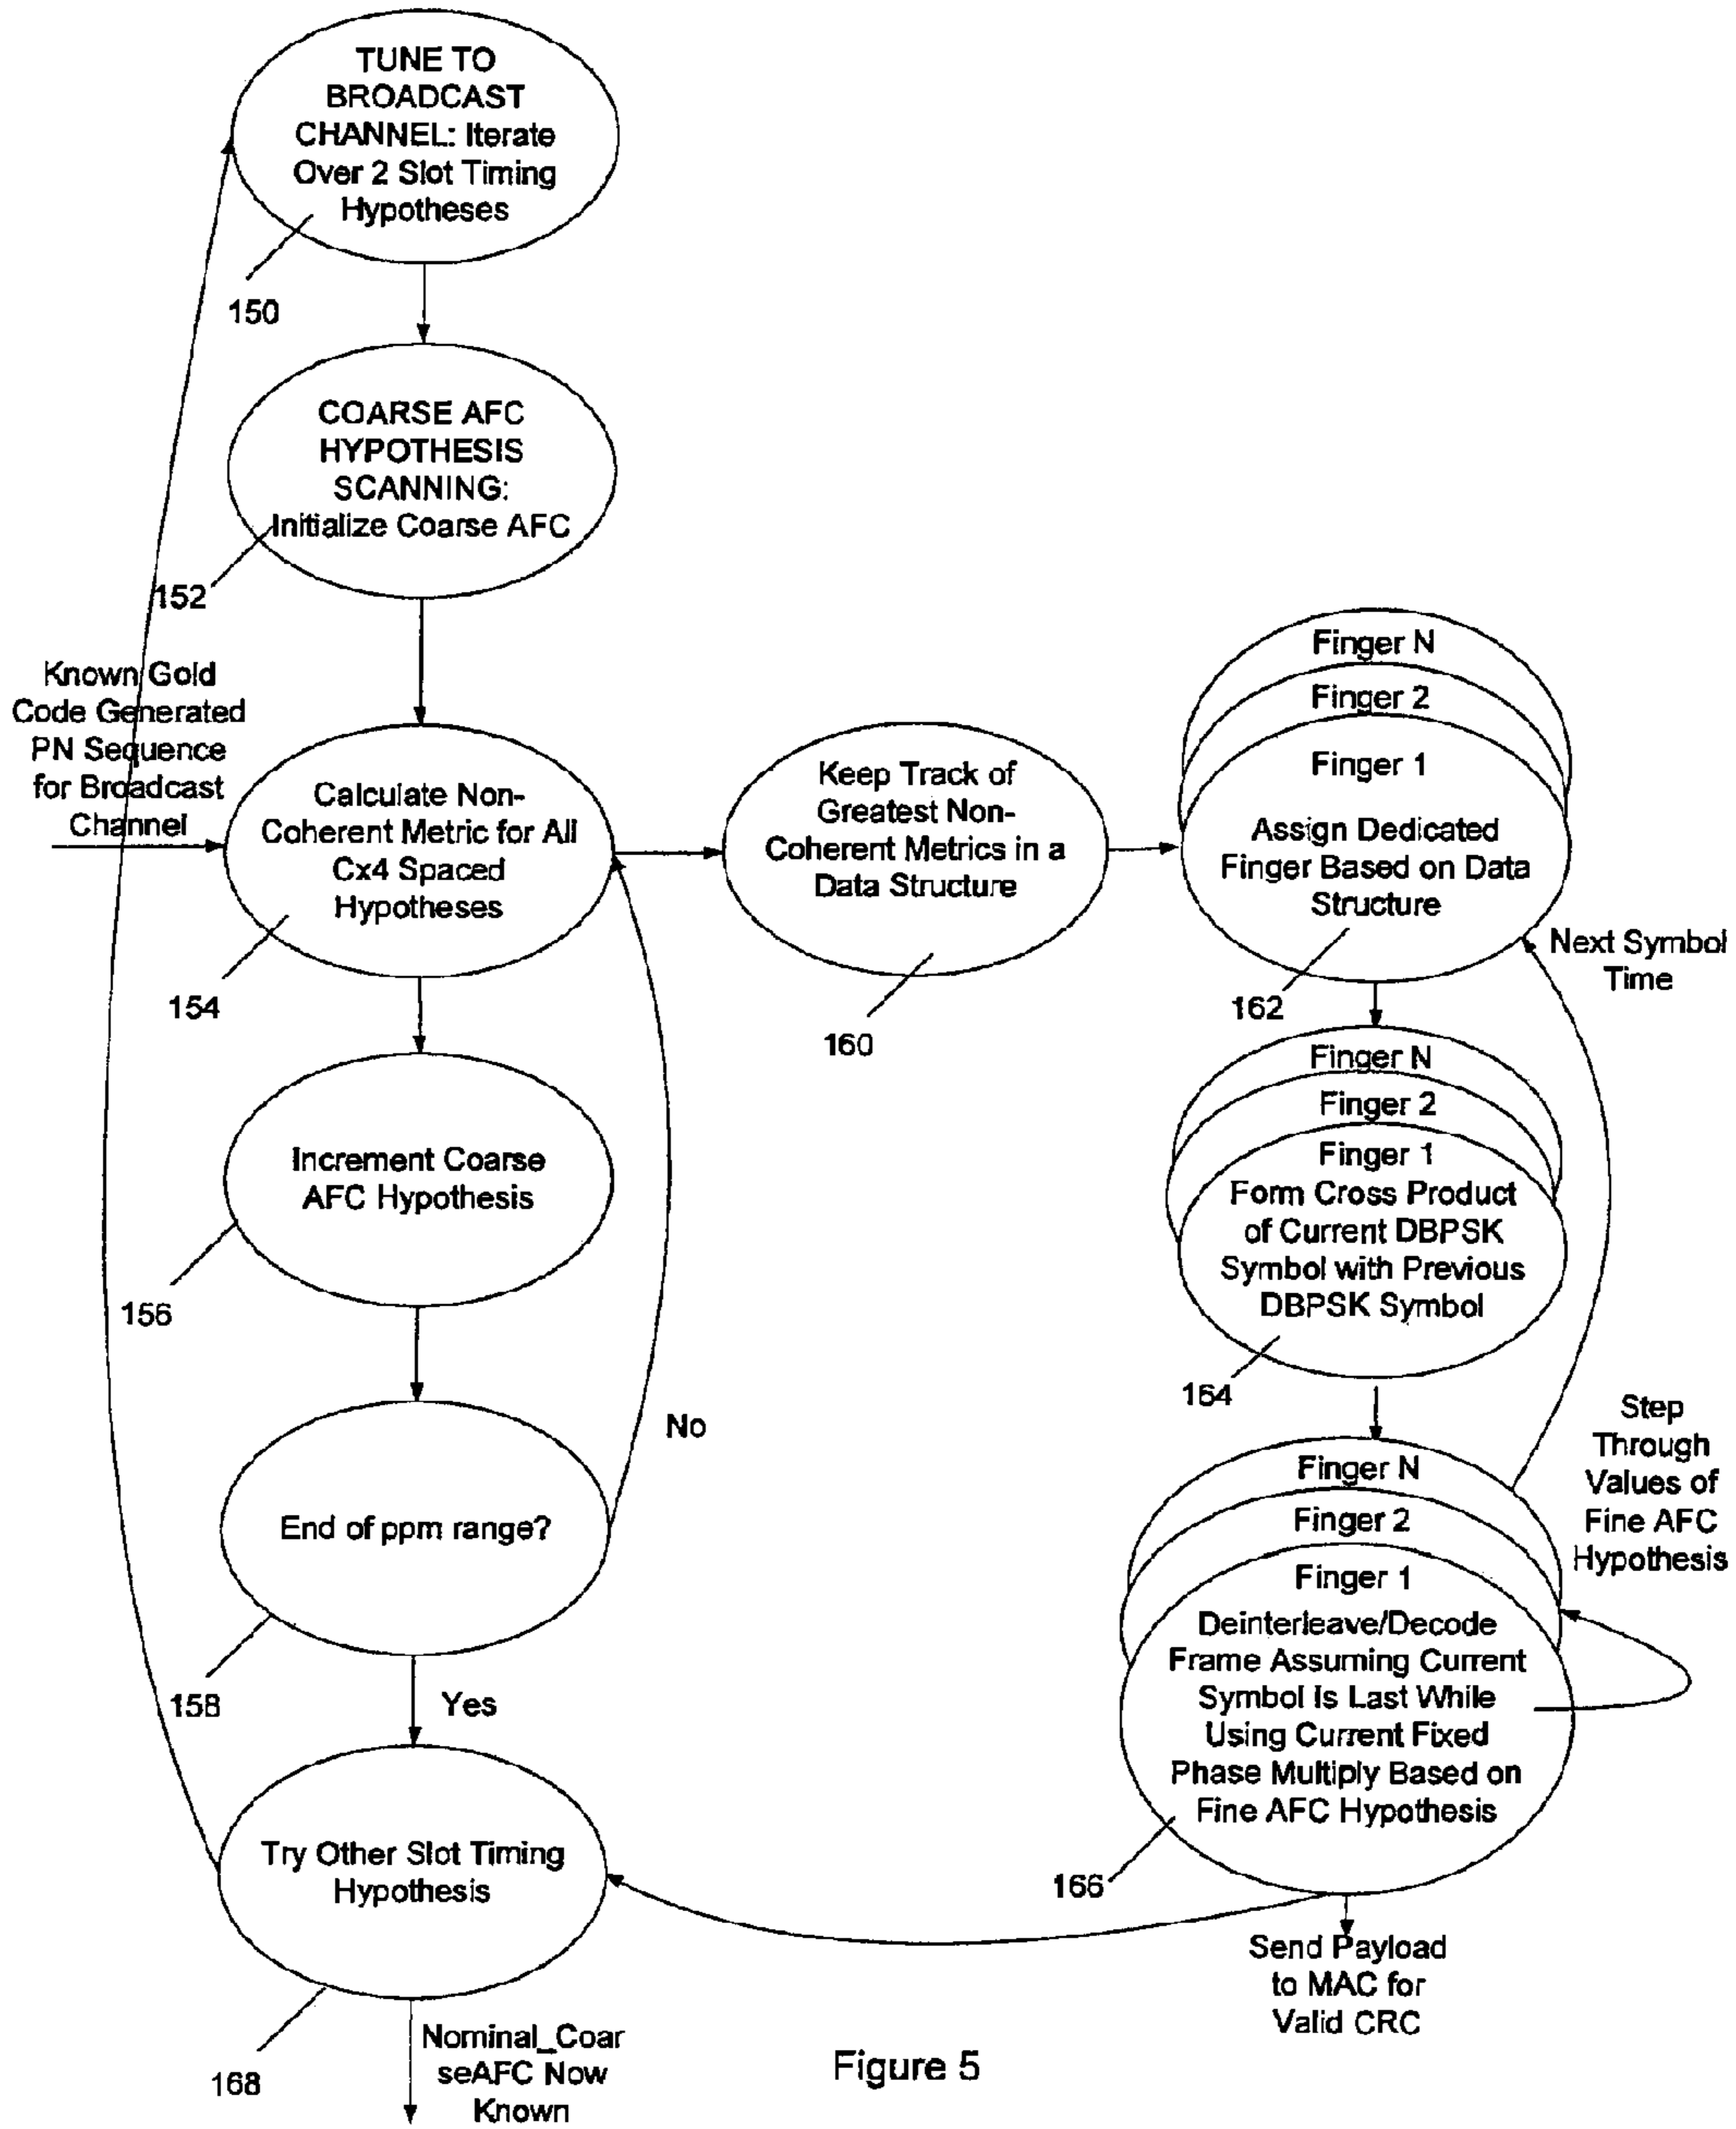 TUNE TO
BROADCAST
CHANNEL: Iterate
Over 2 Slot Timing
Hypotheses
150
COARSE AFC
HYPOTHESIS
SCANNING:
Initialize Coarse AFC
152
Known Gold
Code Generated
PN Sequence
for Broadcast
Channel
Calculate Non-
Coherent Metric for All
Cx4 Spaced
Hypotheses
154
Increment Coarse
AFC Hypothesis
156
End of ppm range?
No
158
Yes
Try Other Slot Timing
Hypothesis
168
Nominal_Coar
seAFC Now
Known
Keep Track of
Greatest Non-
Coherent Metrics in a
Data Structure
160
Finger N
Finger 2
Finger 1
Assign Dedicated
Finger Based on Data
Structure
162
Next Symbol
Time
Finger N
Finger 2
Finger 1
Form Cross Product
of Current DBPSK
Symbol with Previous
DBPSK Symbol
164
Step
Through
Values of
Fine AFC
Hypothesis
Finger N
Finger 2
Finger 1
Deinterleave/Decode
Frame Assuming Current
Symbol Is Last While
Using Current Fixed
Phase Multiply Based on
Fine AFC Hypothesis
166
Send Payload
to MAC for
Valid CRC
Figure 5